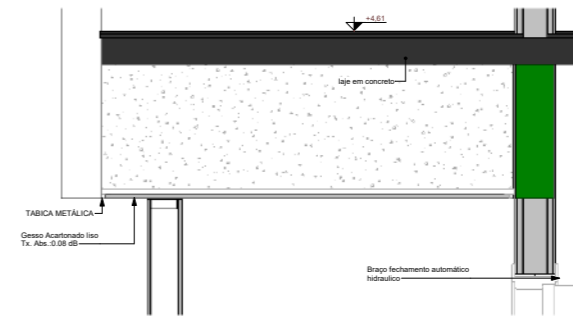 +4,61
laje em concreto
TABICA METÁLICA
Gesso Acartonado liso
Tx. Abs.:0.08 dB
Braço fechamento automático
hidraulico